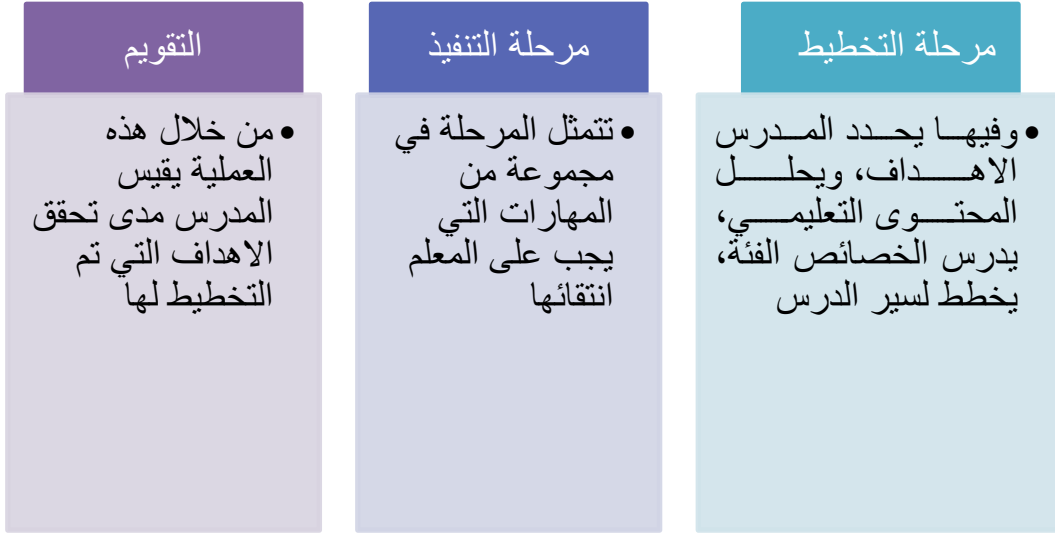 مرحلة التخطيط
• وفيها يحدد المدرس
الاهداف، ويحلل
المحتوى التعليمي،
يدرس الخصائص الفئة،
يخطط لسير الدرس
مرحلة التنفيذ
• تتمثل المرحلة في
مجموعة من
المهارات التي
يجب على المعلم
انتقائها
التقويم
• من خلال هذه
العملية يقيس
المدرس مدى تحقق
الاهداف التي تم
التخطيط لها